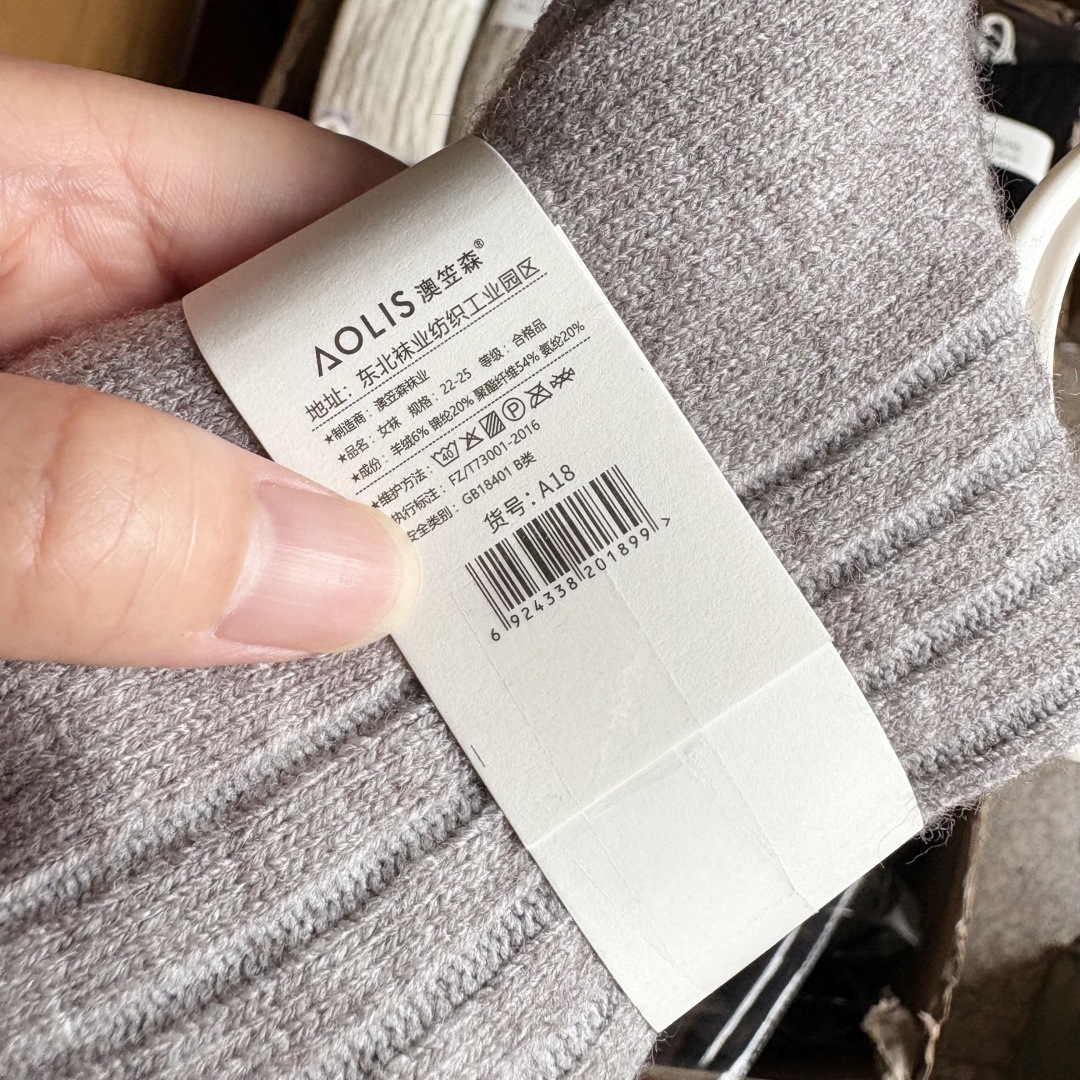 AOLIS 澳笠森®
地址：东北袜业纺织工业园区
★制造商：澳笠森袜业
★品名：女袜 规格：22-25 等级：合格品
★成份：羊绒6% 锦纶20% 聚酯纤维54% 氨纶20%
★维护方法：
执行标注：FZ/T73001-2016
安全类别：GB18401 B类
货号：A18
6 924338 201899 >